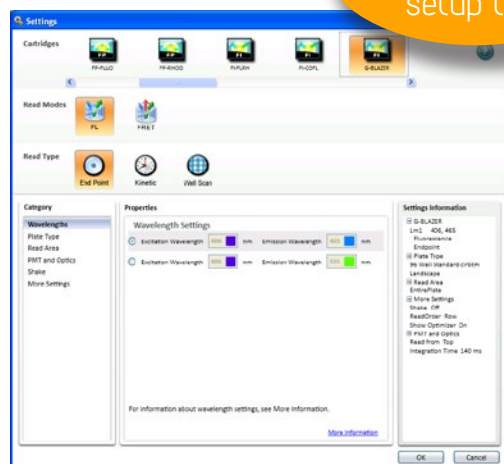 setup
Settings
Cartridges
FP-FLUO
FP-RHOD
FI-FLRH
FI-COFL
G-BLAZER
Read Modes
FL
FRET
Read Type
End Point
Kinetic
Well Scan
Category
Wavelengths
Plate Type
Read Area
PMT and Optics
Shake
More Settings
Properties
Wavelength Settings
Excitation Wavelength nm Emission Wavelength nm
Excitation Wavelength nm Emission Wavelength nm
For information about wavelength settings, see More Information.
More Information
Settings Information
G-BLAZER
Lm1 406, 465
Fluorescence
Endpoint
Plate Type
96 Well Standard clrbtm
Landscape
Read Area
EntirePlate
More Settings
Shake Off
ReadOrder Row
Show Optimizer On
PMT and Optics
Read from Top
Integration Time 140 ms
OK
Cancel